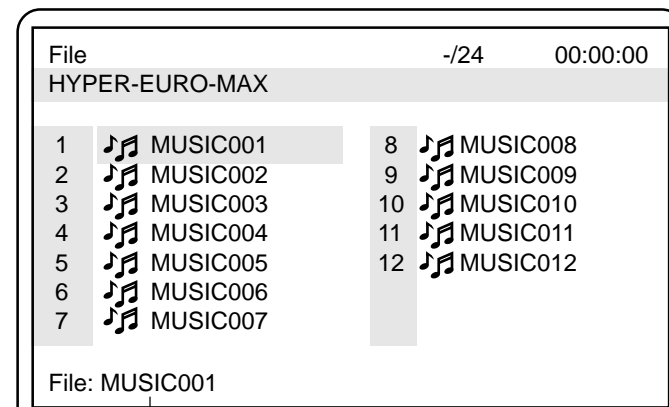 File -/24 00:00:00
HYPER-EURO-MAX
1 MUSIC001
2 MUSIC002
3 MUSIC003
4 MUSIC004
5 MUSIC005
6 MUSIC006
7 MUSIC007
8 MUSIC008
9 MUSIC009
10 MUSIC010
11 MUSIC011
12 MUSIC012
File: MUSIC001